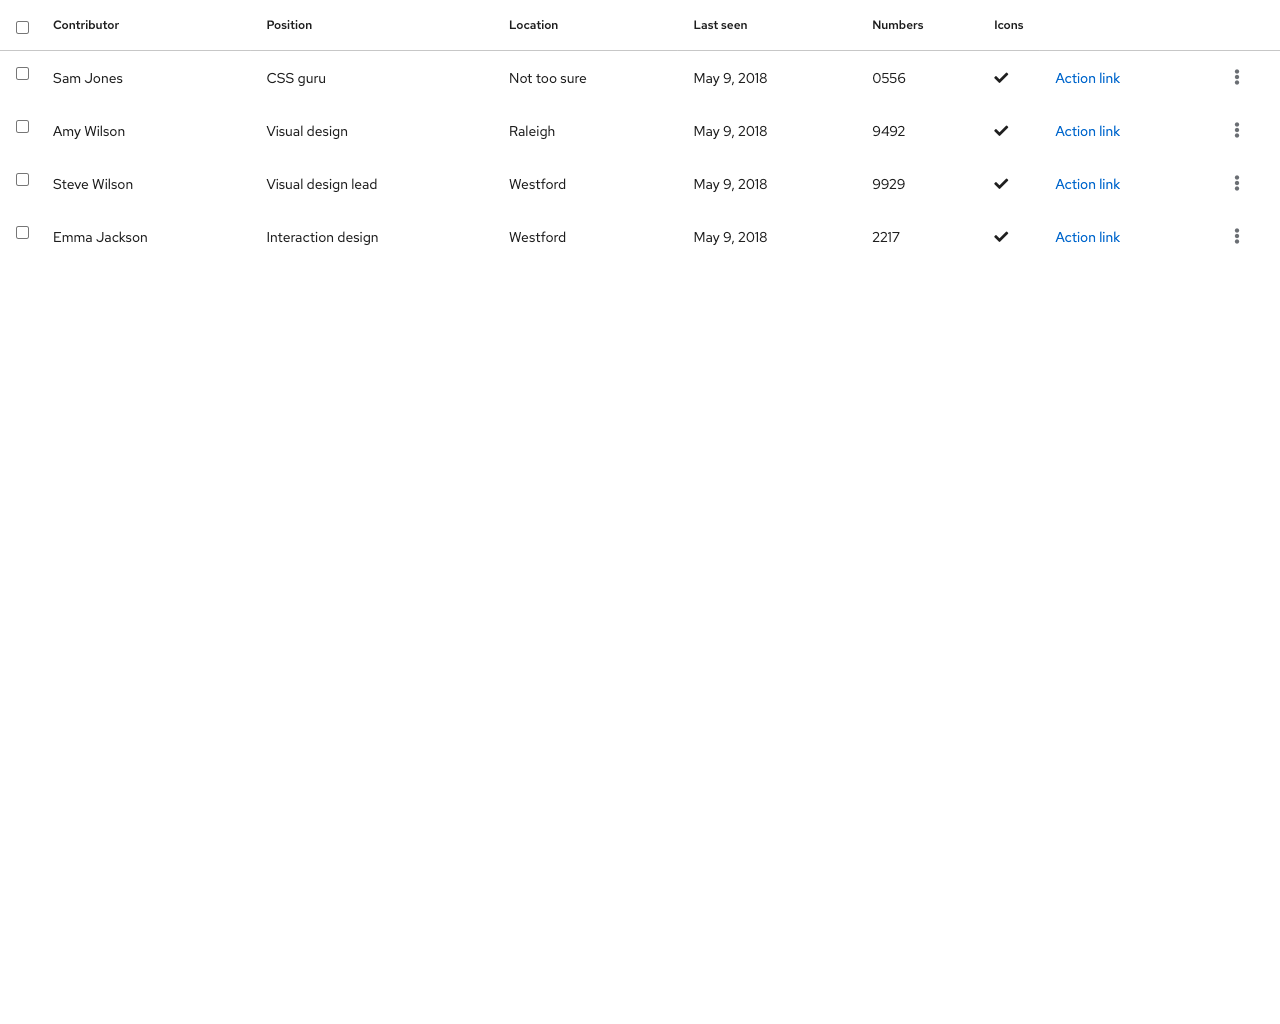 Contributor Position Location Last seen Numbers Icons
Sam Jones CSS guru Not too sure May 9, 2018 0556 Action link
Amy Wilson Visual design Raleigh May 9, 2018 9492 Action link
Steve Wilson Visual design lead Westford May 9, 2018 9929 Action link
Emma Jackson Interaction design Westford May 9, 2018 2217 Action link